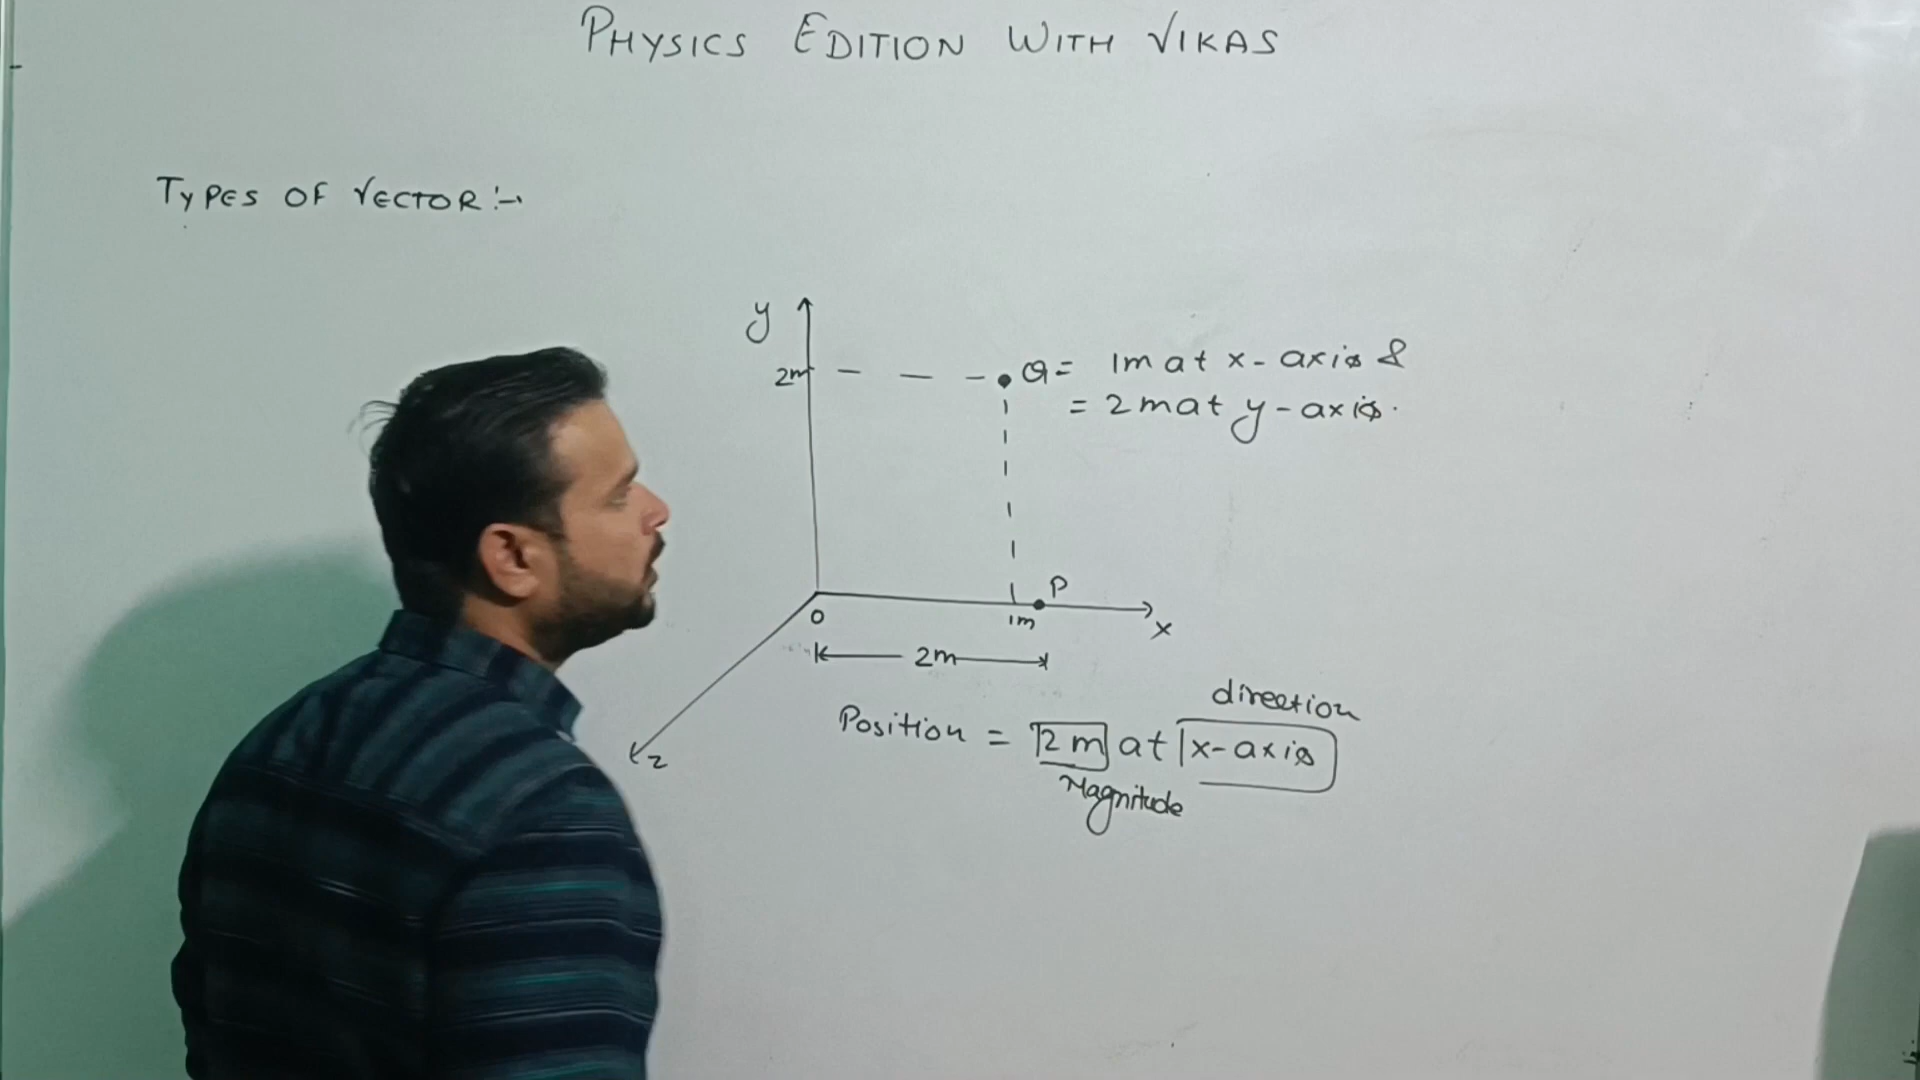 PHYSICS EDITION WITH VIKAS
TYPES OF VECTOR :-
y
2m
Q = 1m at x-axis &
= 2m at y-axis.
P
0
1m
x
2m
z
direction
Position = 2m at x-axis
Magnitude